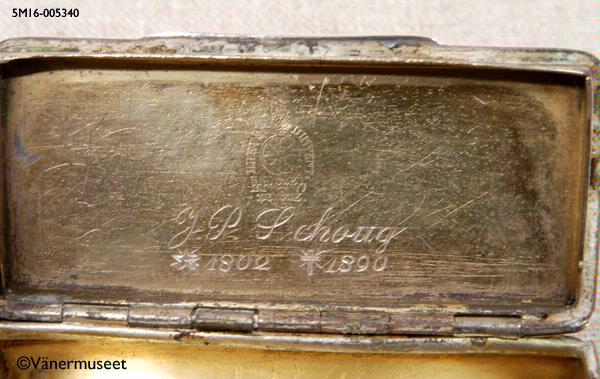 5M16-005340
J.P. Schoug
* 1802 † 1890
©Vänermuseet